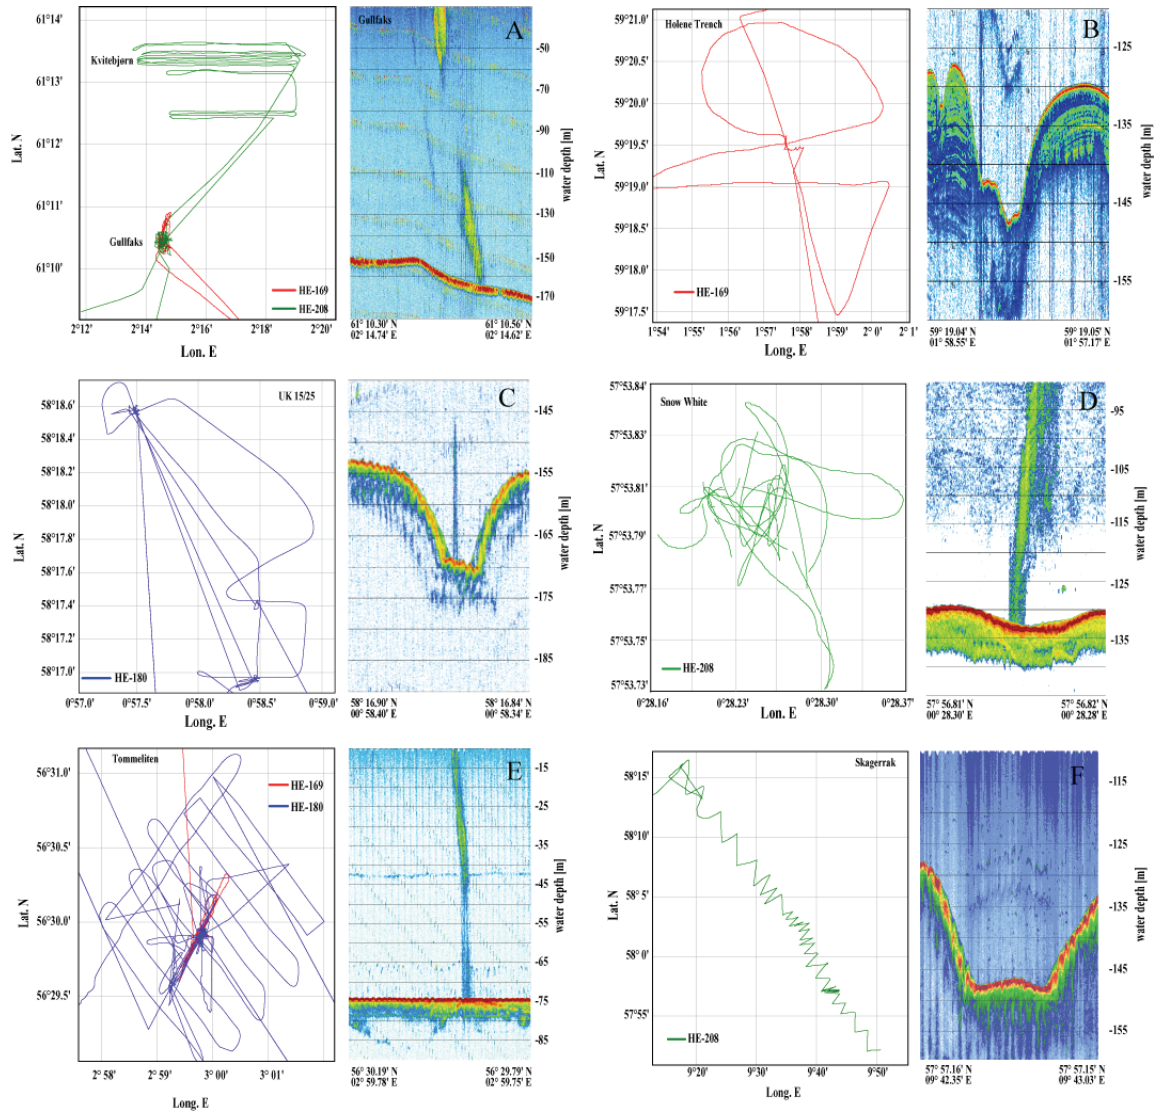 61°14'
61°13'
61°12'
61°11'
61°10'
Lat. N
Kvitebjørn
Gullfaks
HE-169
HE-208
2°12'
2°14'
2°16'
2°18'
2°20'
Lon. E
Gullfaks
A
-50
-70
-90
-110
-130
-150
-170
water depth [m]
61° 10.30' N
02° 14.74' E
61° 10.56' N
02° 14.62' E
59°21.0'
59°20.5'
59°20.0'
59°19.5'
59°19.0'
59°18.5'
59°18.0'
59°17.5'
Lat. N
Holene Trench
HE-169
1°54'
1°55'
1°56'
1°57'
1°58'
1°59'
2° 0'
2° 1'
Long. E
B
-125
-135
-145
-155
water depth [m]
59° 19.04' N
01° 58.55' E
59° 19.05' N
01° 57.17' E
58°18.6'
58°18.4'
58°18.2'
58°18.0'
58°17.8'
58°17.6'
58°17.4'
58°17.2'
58°17.0'
Lat. N
UK 15/25
HE-180
0°57.0'
0°57.5'
0°58.0'
0°58.5'
0°59.0'
Long. E
C
-145
-155
-165
-175
-185
water depth [m]
58° 16.90' N
00° 58.40' E
58° 16.84' N
00° 58.34' E
57°53.84'
57°53.83'
57°53.81'
57°53.79'
57°53.77'
57°53.75'
57°53.73'
Lat. N
Snow White
HE-208
0°28.16'
0°28.23'
0°28.30'
0°28.37'
Lon. E
D
-95
-105
-115
-125
-135
water depth [m]
57° 56.81' N
00° 28.30' E
57° 56.82' N
00° 28.28' E
56°31.0'
56°30.5'
56°30.0'
56°29.5'
Lat. N
Tommeliten
HE-169
HE-180
2° 58'
2° 59'
3° 00'
3° 01'
Long. E
E
-15
-25
-35
-45
-55
-65
-75
-85
water depth [m]
56° 30.19' N
02° 59.78' E
56° 29.79' N
02° 59.75' E
58°15'
58°10'
58° 5'
58° 0'
57°55'
Lat. N
Skagerrak
HE-208
9°20'
9°30'
9°40'
9°50'
Long. E
F
-115
-125
-135
-145
-155
water depth [m]
57° 57.16' N
09° 42.35' E
57° 57.15' N
09° 43.03' E